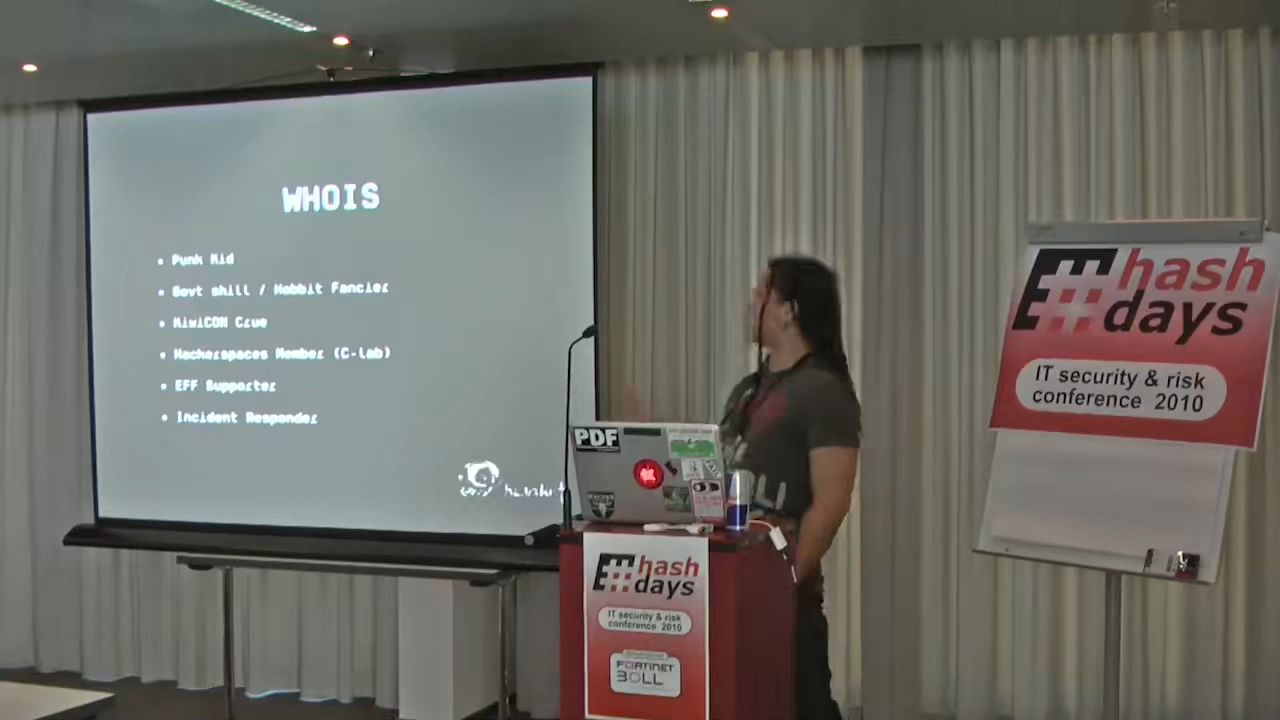 WHOIS
• Punk Kid
• Govt shill / Hobbit Fancier
• KiwiCON Crue
• Hackerspaces Member (C-lab)
• EFF Supporter
• Incident Responder
PDF
hash
days
IT security & risk
conference 2010
hash
days
IT security & risk
conference 2010
FORTINET
BOLL